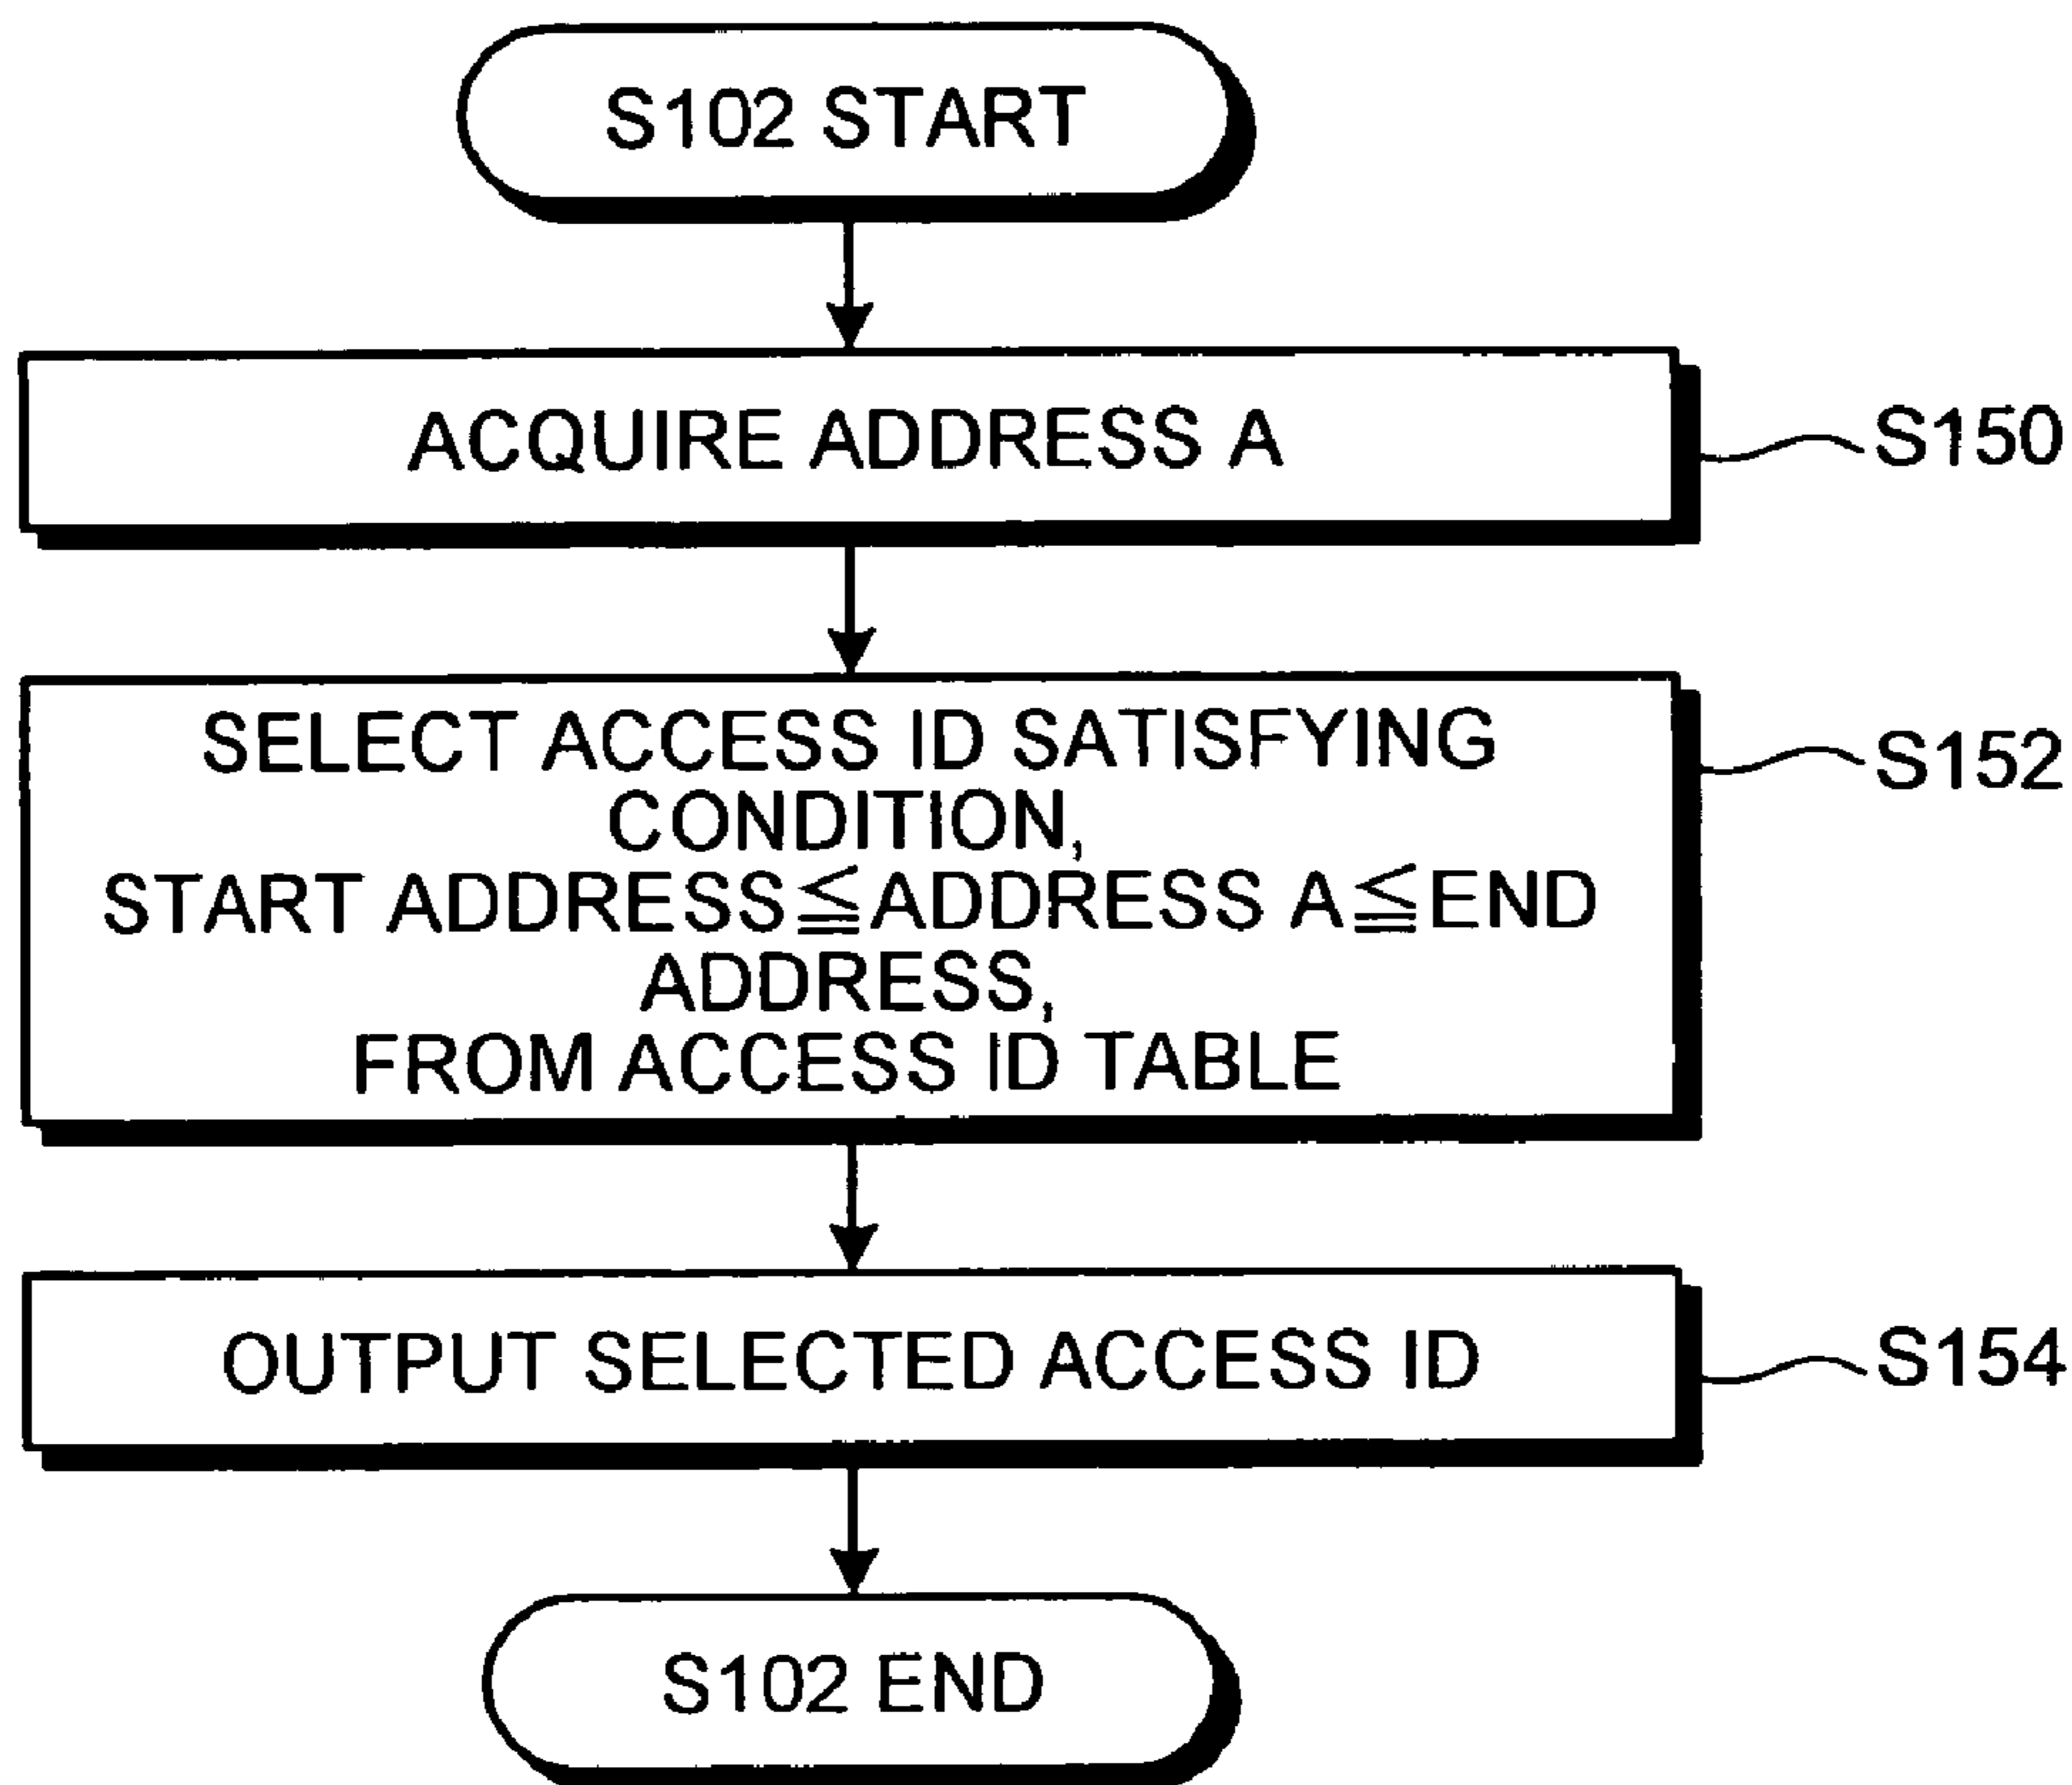 S102 START
ACQUIRE ADDRESS A
S150
SELECT ACCESS ID SATISFYING
CONDITION,
START ADDRESS≦ADDRESS A≦END
ADDRESS,
FROM ACCESS ID TABLE
S152
OUTPUT SELECTED ACCESS ID
S154
S102 END